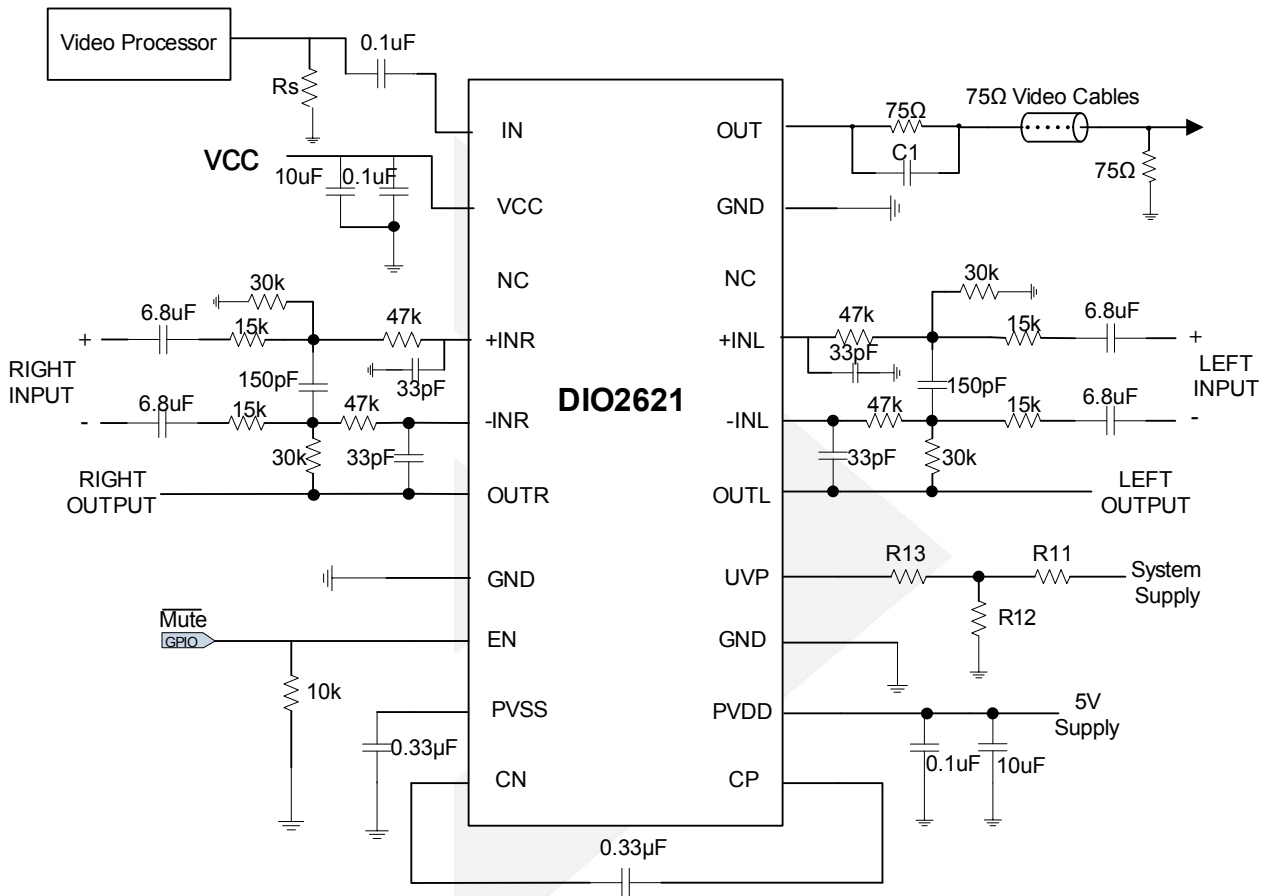 Video Processor
0.1uF
Rs
IN
OUT
75Ω
C1
75Ω Video Cables
75Ω
VCC
10uF
0.1uF
VCC
GND
NC
NC
30k
6.8uF
15k
47k
+
+INR
33pF
RIGHT
INPUT
150pF
6.8uF
15k
47k
-
-INR
30k
33pF
RIGHT
OUTPUT
OUTR
DIO2621
30k
+INL
47k
33pF
15k
6.8uF
+
LEFT
INPUT
150pF
-INL
47k
15k
6.8uF
-
33pF
30k
OUTL
LEFT
OUTPUT
GND
UVP
R13
R11
System
Supply
R12
Mute
GPIO
EN
GND
10k
PVSS
0.33µF
PVDD
5V
Supply
0.1uF
10uF
CN
CP
0.33µF